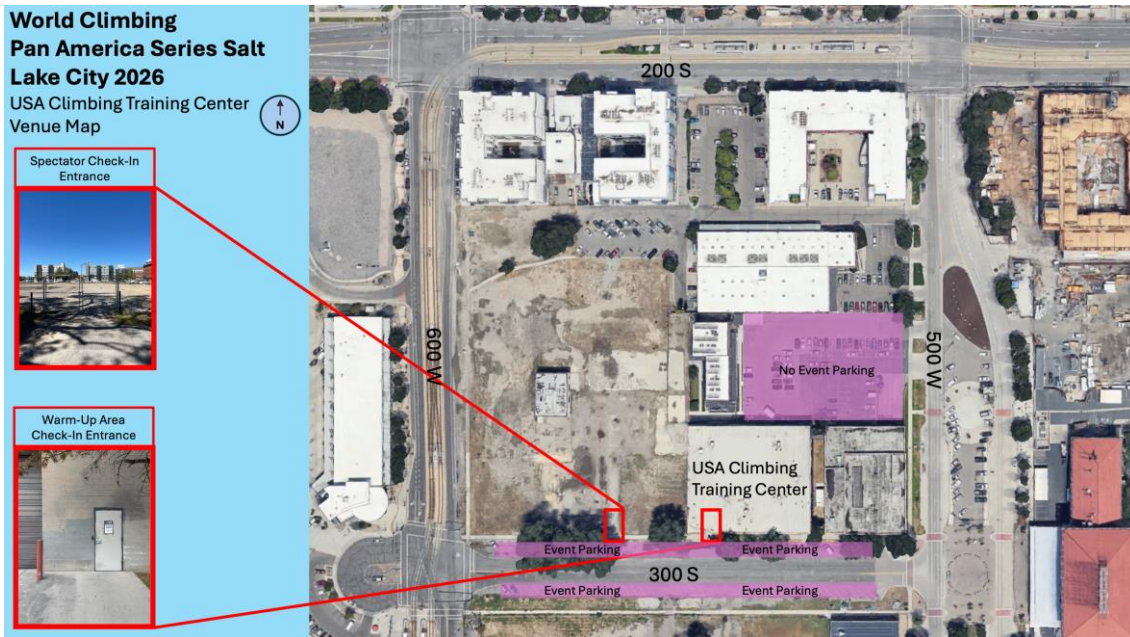 World Climbing
Pan America Series Salt
Lake City 2026
USA Climbing Training Center
Venue Map
N
Spectator Check-In
Entrance
Warm-Up Area
Check-In Entrance
200 S
600 W
500 W
No Event Parking
USA Climbing
Training Center
Event Parking
Event Parking
300 S
Event Parking
Event Parking